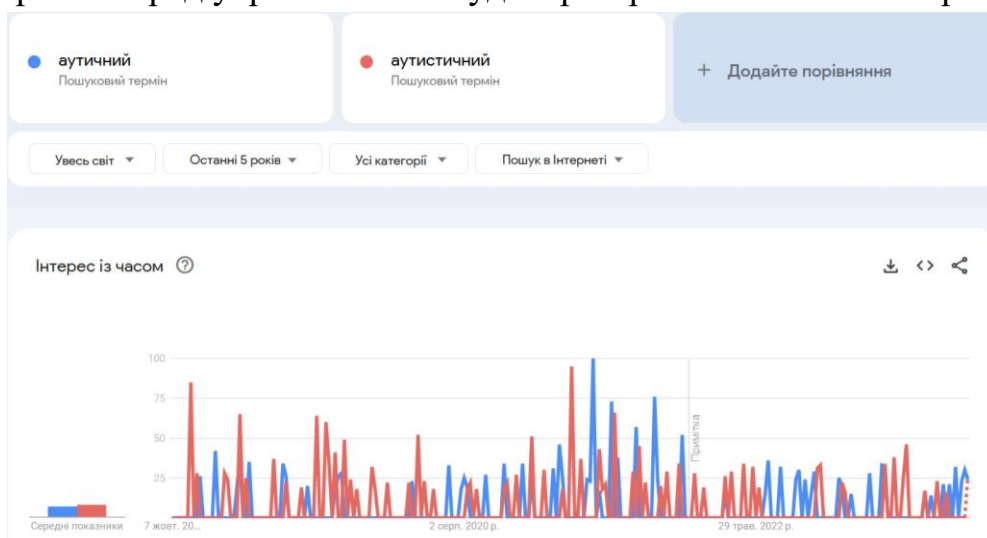 аутичний
Пошуковий термін
аутистичний
Пошуковий термін
+ Додайте порівняння
Увесь світ
Останні 5 років
Усі категорії
Пошук в Інтернеті
Інтерес із часом
100
75
50
25
Примітка
Середні показники
7 жовт. 20…
2 серп. 2020 р.
29 трав. 2022 р.